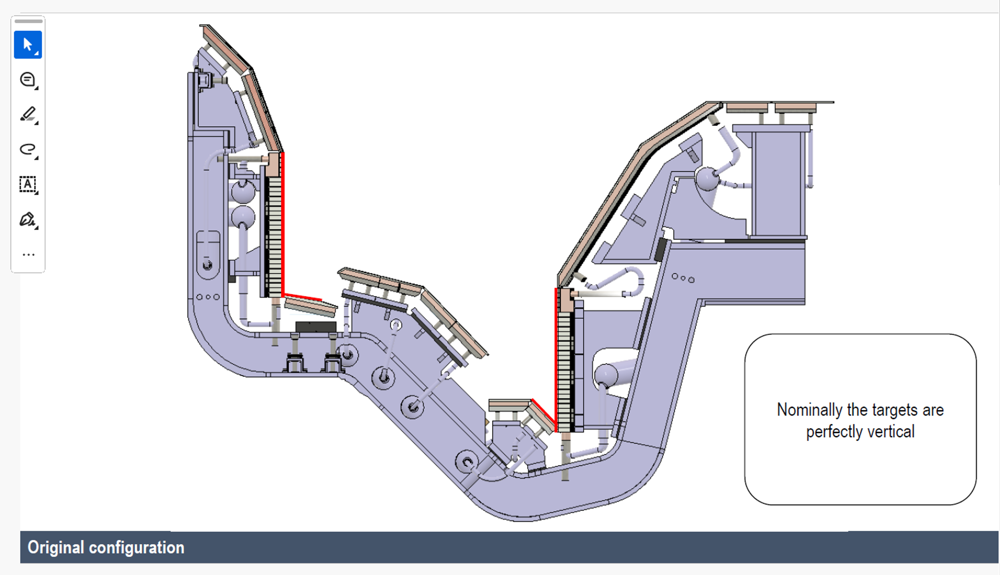 A
Nominally the targets are
perfectly vertical
Original configuration